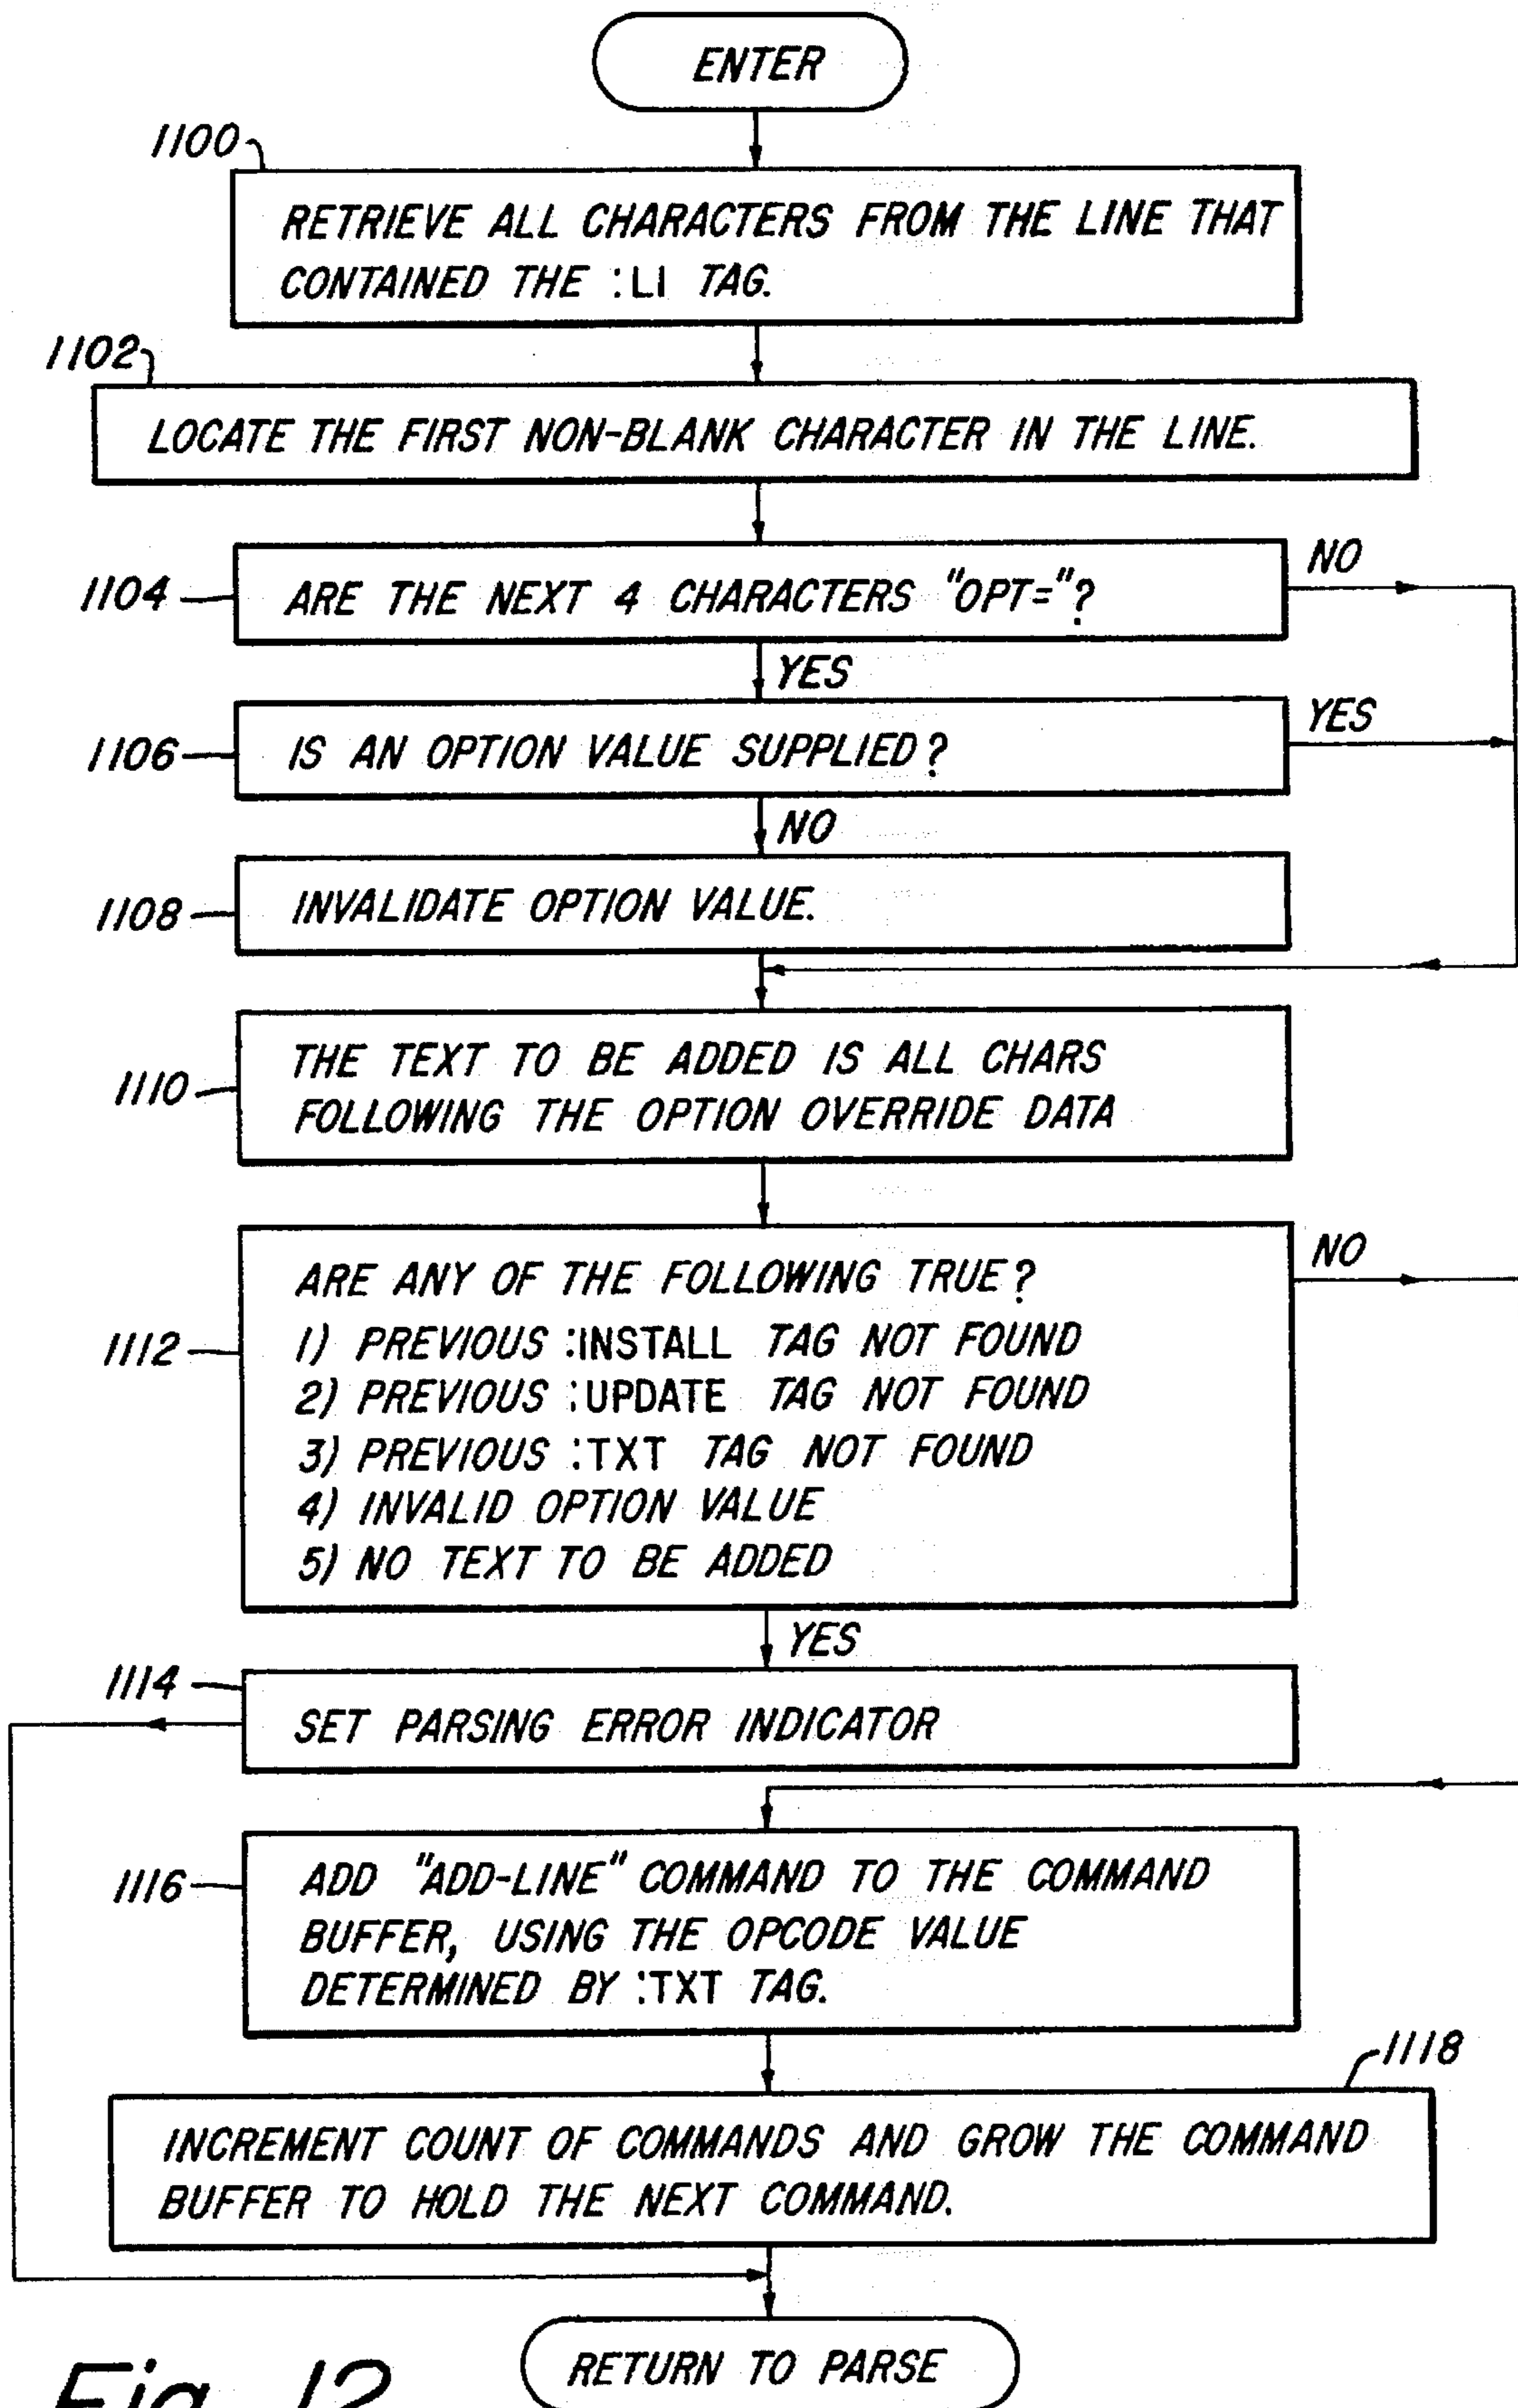 ENTER
1100
RETRIEVE ALL CHARACTERS FROM THE LINE THAT
CONTAINED THE :LI TAG.
1102
LOCATE THE FIRST NON-BLANK CHARACTER IN THE LINE.
1104
ARE THE NEXT 4 CHARACTERS "OPT="?
NO
YES
1106
IS AN OPTION VALUE SUPPLIED?
YES
NO
1108
INVALIDATE OPTION VALUE.
1110
THE TEXT TO BE ADDED IS ALL CHARS
FOLLOWING THE OPTION OVERRIDE DATA
1112
ARE ANY OF THE FOLLOWING TRUE?
NO
1) PREVIOUS :INSTALL TAG NOT FOUND
2) PREVIOUS :UPDATE TAG NOT FOUND
3) PREVIOUS :TXT TAG NOT FOUND
4) INVALID OPTION VALUE
5) NO TEXT TO BE ADDED
YES
1114
SET PARSING ERROR INDICATOR
1116
ADD "ADD-LINE" COMMAND TO THE COMMAND
BUFFER, USING THE OPCODE VALUE
DETERMINED BY :TXT TAG.
1118
INCREMENT COUNT OF COMMANDS AND GROW THE COMMAND
BUFFER TO HOLD THE NEXT COMMAND.
RETURN TO PARSE
Fig. 12